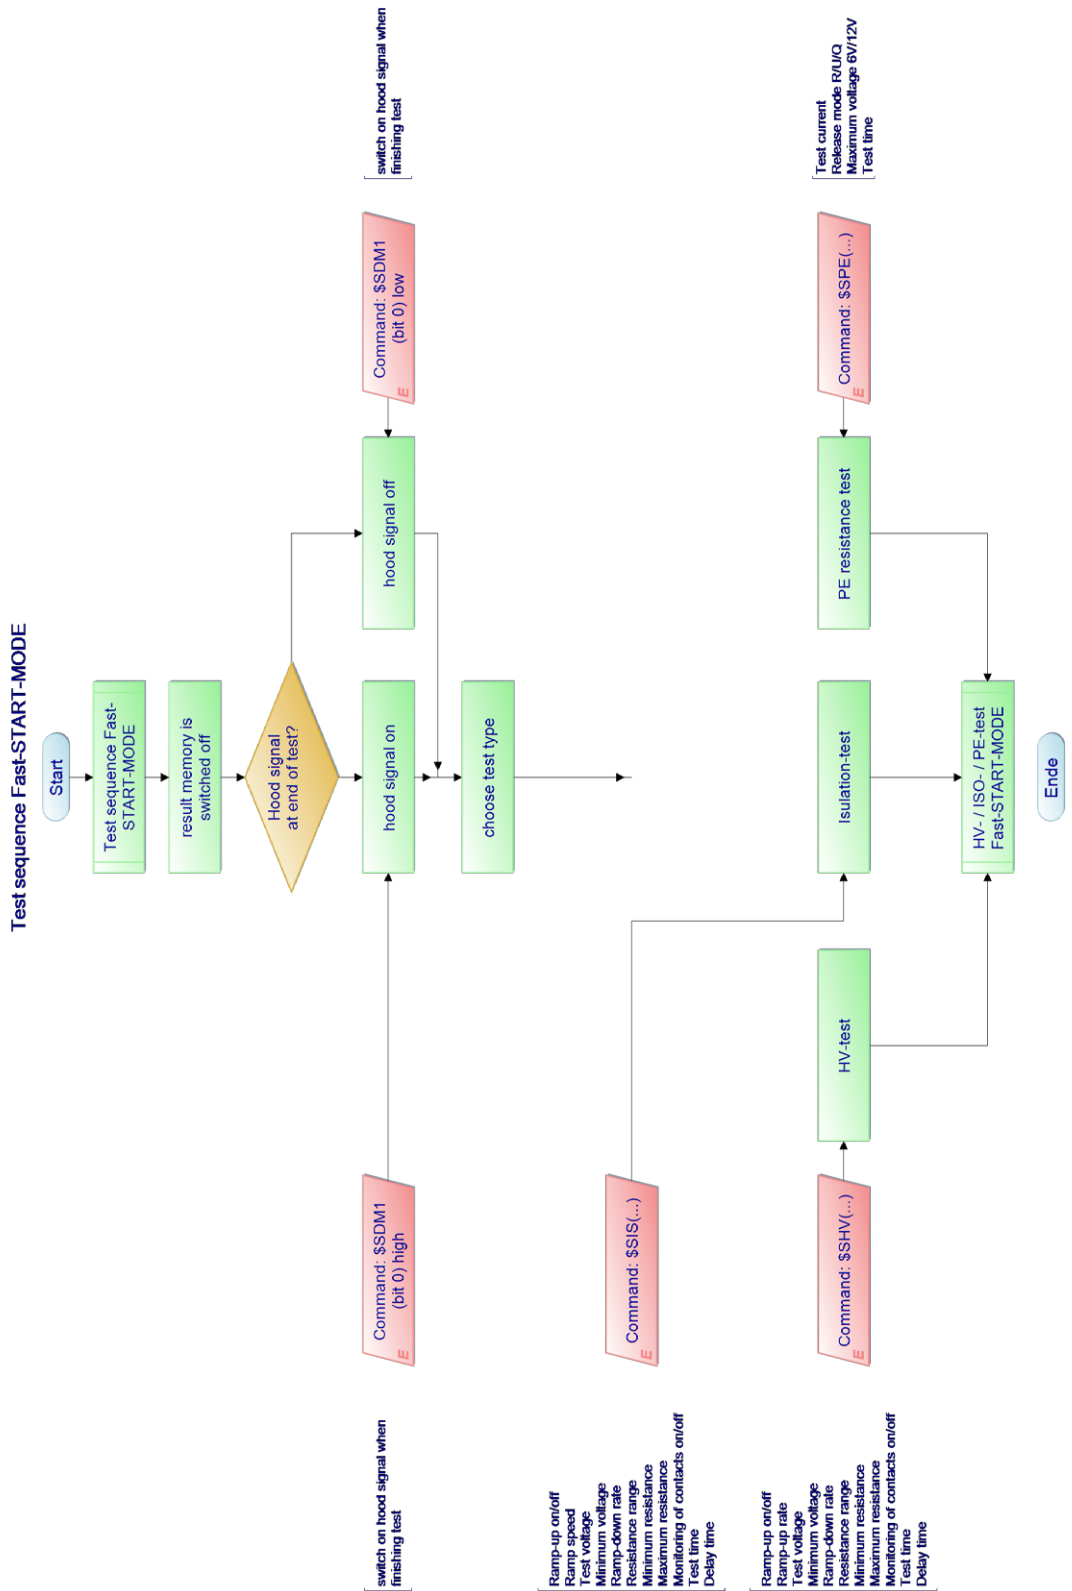 Test sequence Fast-START-MODE
Start
Test sequence Fast-
START-MODE
result memory is
switched off
Hood signal
at end of test?
switch on hood signal when
finishing test
Command: $SDM1
(bit 0) high
E
hood signal on
hood signal off
Command: $SDM1
(bit 0) low
E
switch on hood signal when
finishing test
choose test type
Ramp-up on/off
Ramp speed
Test voltage
Minimum voltage
Ramp-down rate
Resistance range
Minimum resistance
Maximum resistance
Monitoring of contacts on/off
Test time
Delay time
Command: $SIS(...)
E
Ramp-up on/off
Ramp-up rate
Test voltage
Minimum voltage
Ramp-down rate
Resistance range
Minimum resistance
Maximum resistance
Monitoring of contacts on/off
Test time
Delay time
Command: $SHV(...)
E
HV-test
Isulation-test
PE resistance test
Command: $SPE(...)
E
Test current
Release mode R/U/Q
Maximum voltage 6V/12V
Test time
HV- / ISO- / PE-test
Fast-START-MODE
Ende